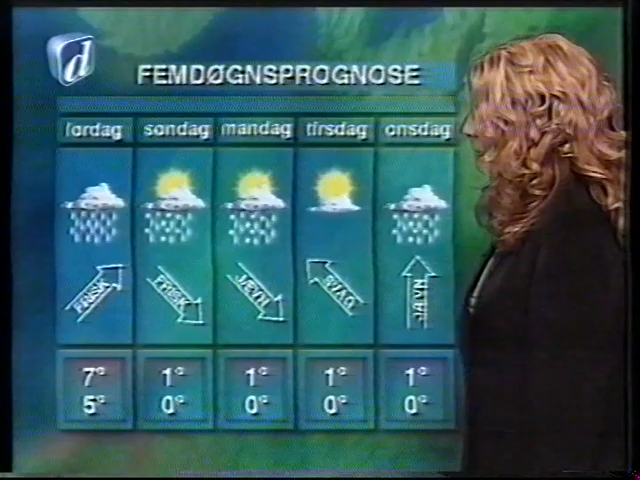 d
FEMDØGNSPROGNOSE
lørdag søndag mandag tirsdag onsdag
FRISK FRISK JÆVN SVAG JÆVN
7° 1° 1° 1° 1°
5° 0° 0° 0° 0°